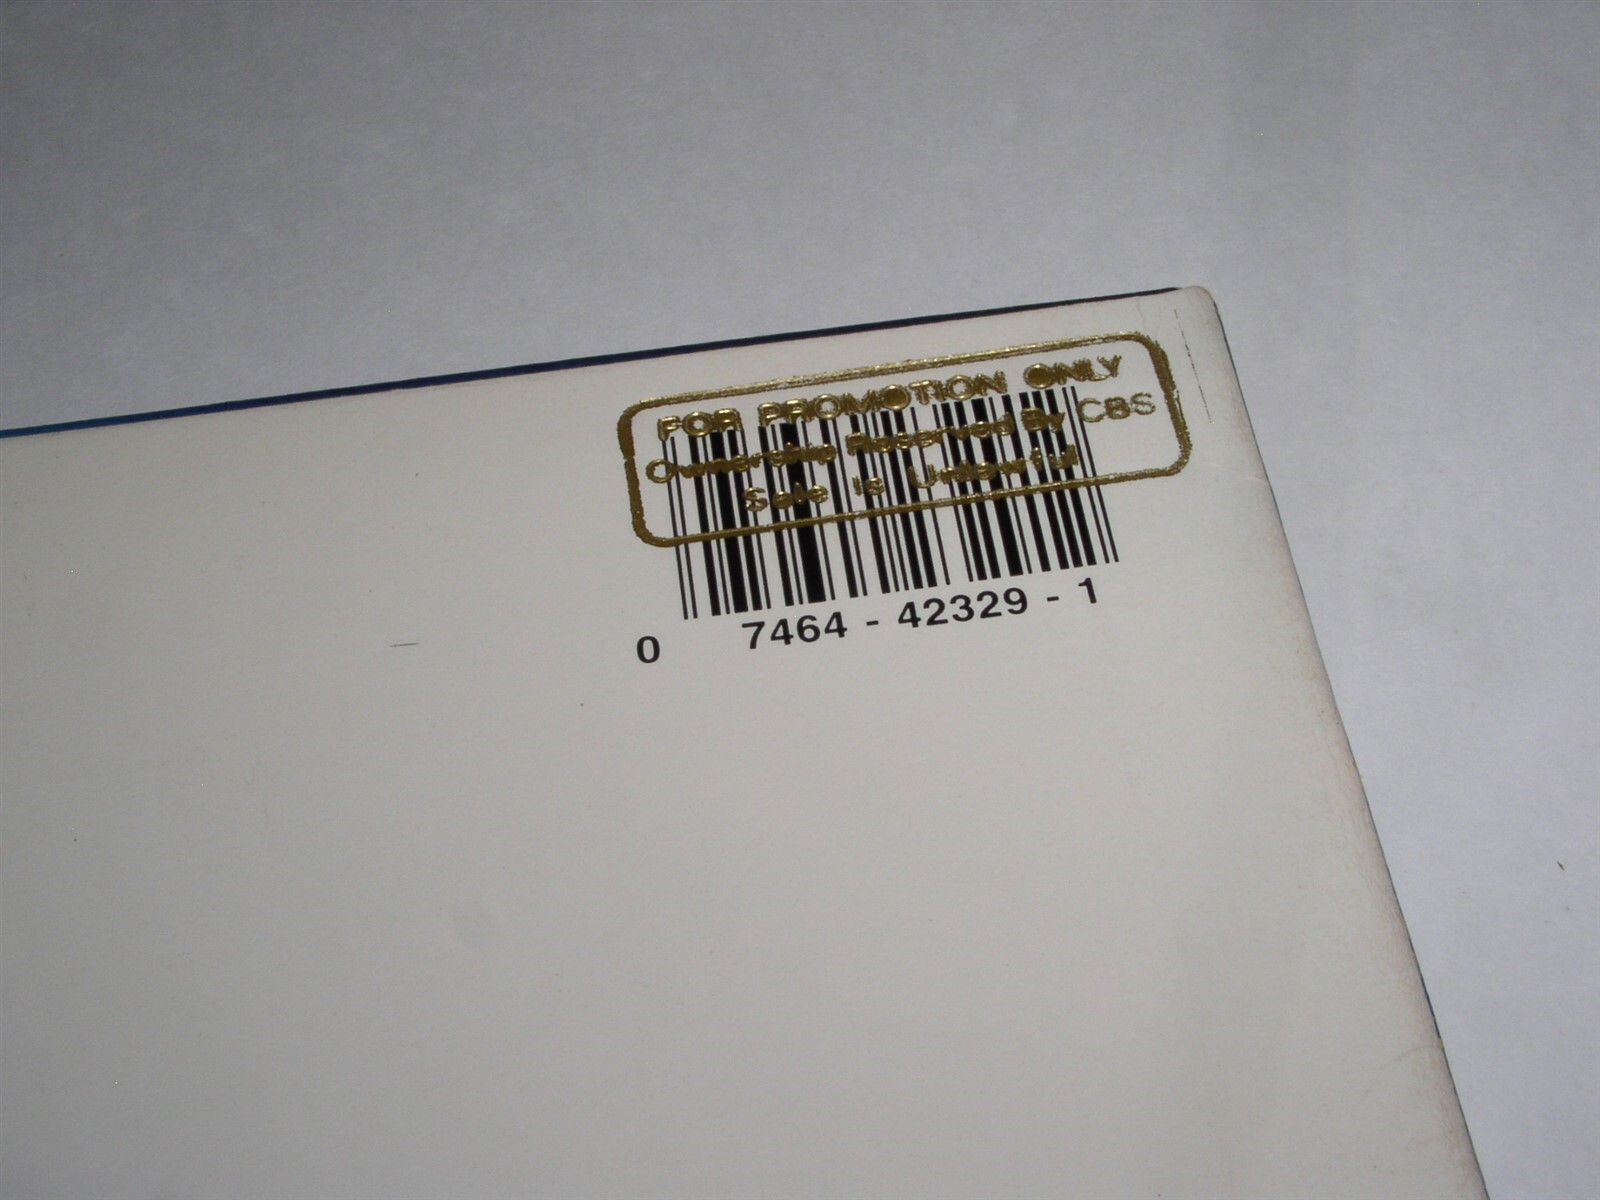 FOR PROMOTION ONLY
Ownership Reserved By CBS
Sale Is Unlawful
0 7464 - 42329 - 1